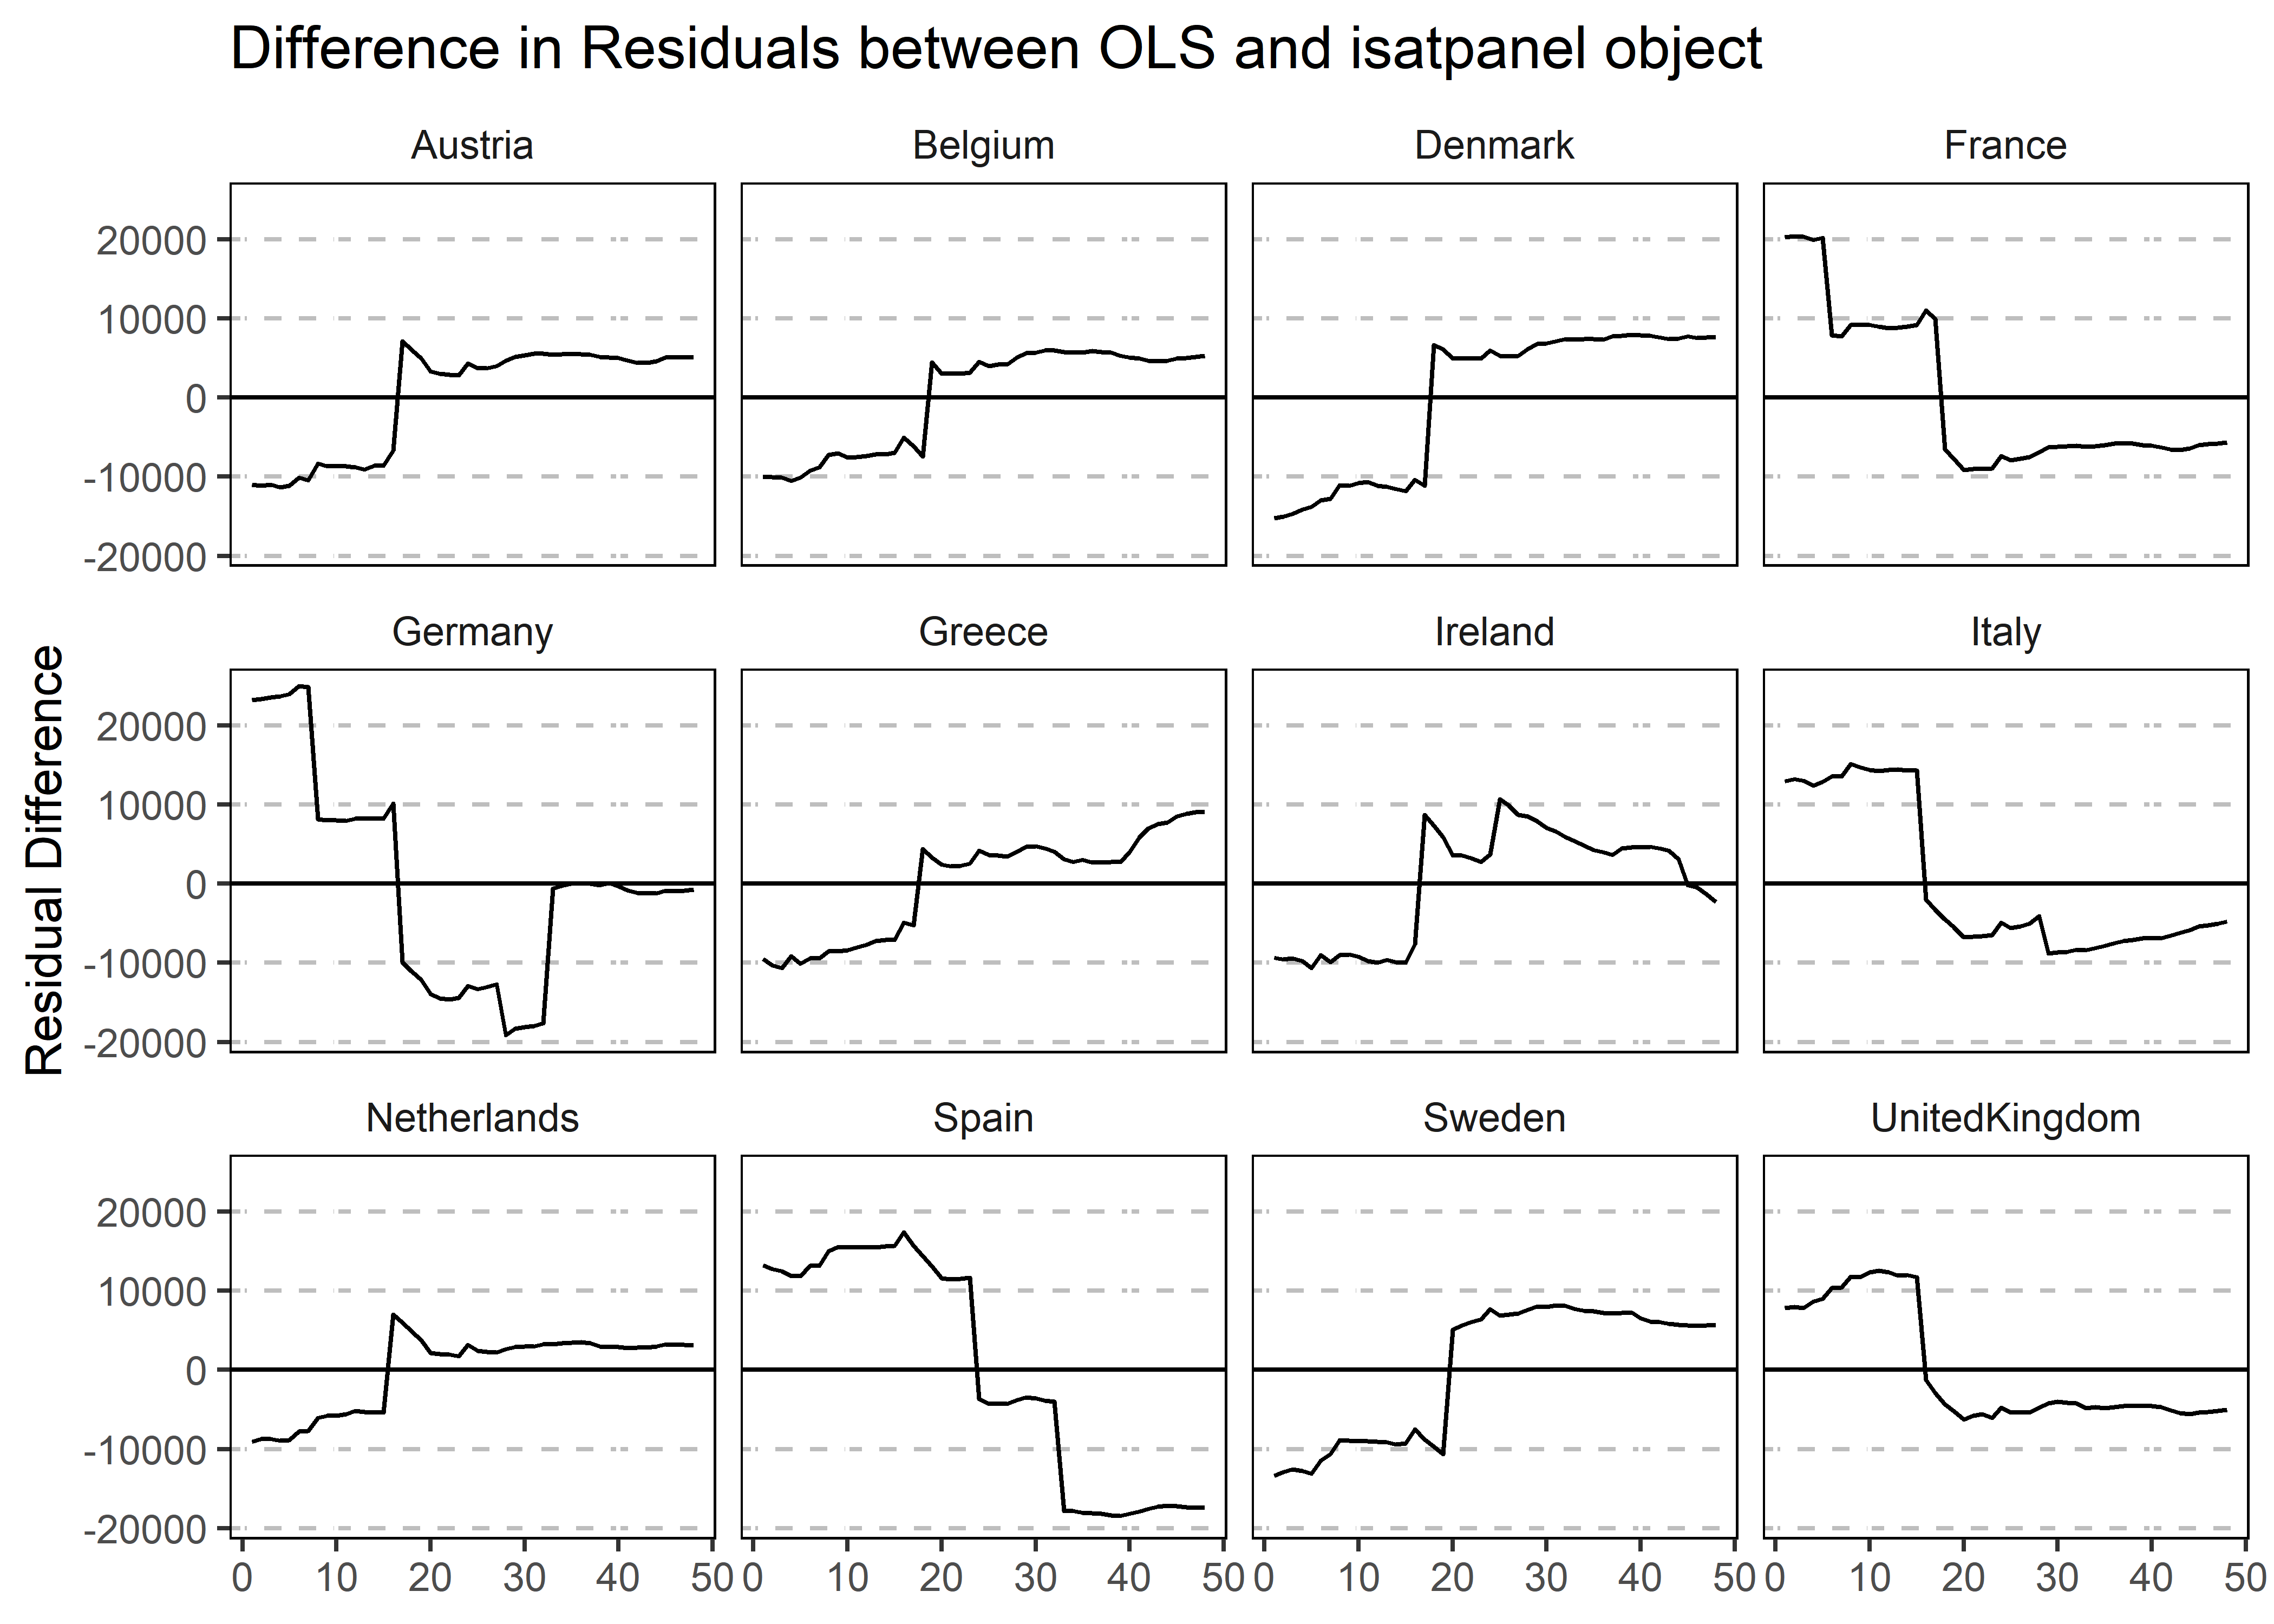 Difference in Residuals between OLS and isatpanel object
Austria Belgium Denmark France
20000
10000
0
-10000
-20000
Germany Greece Ireland Italy
Residual Difference
20000
10000
0
-10000
-20000
Netherlands Spain Sweden UnitedKingdom
20000
10000
0
-10000
-20000
0 10 20 30 40 50 0 10 20 30 40 50 0 10 20 30 40 50 0 10 20 30 40 50